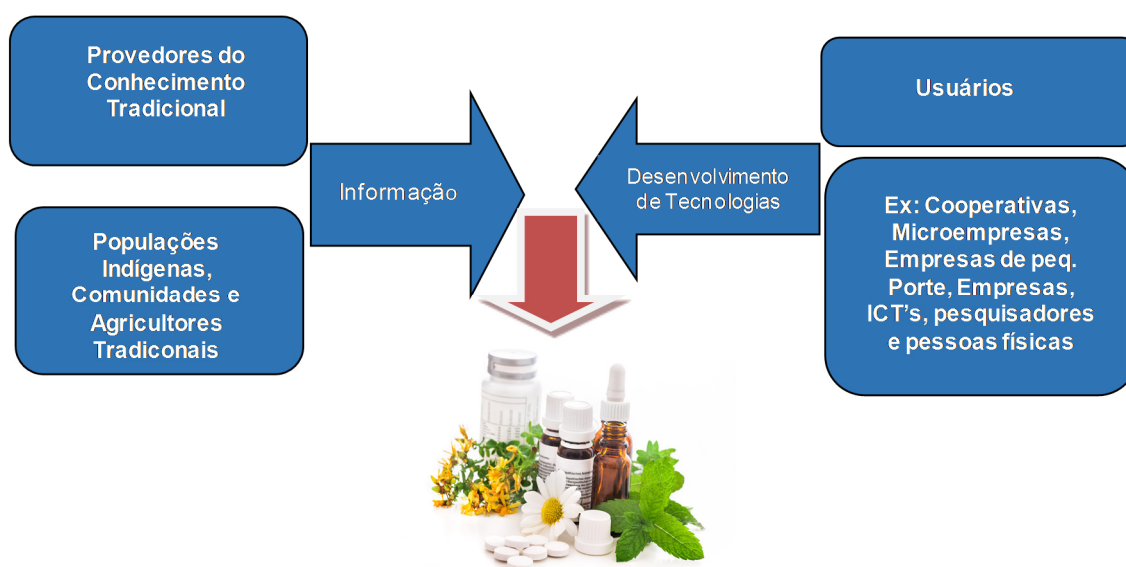 Provedores do
Conhecimento
Tradicional
Populações
Indígenas,
Comunidades e
Agricultores
Tradiconais
Informação
Desenvolvimento
de Tecnologias
Usuários
Ex: Cooperativas,
Microempresas,
Empresas de peq.
Porte, Empresas,
ICT's, pesquisadores
e pessoas físicas